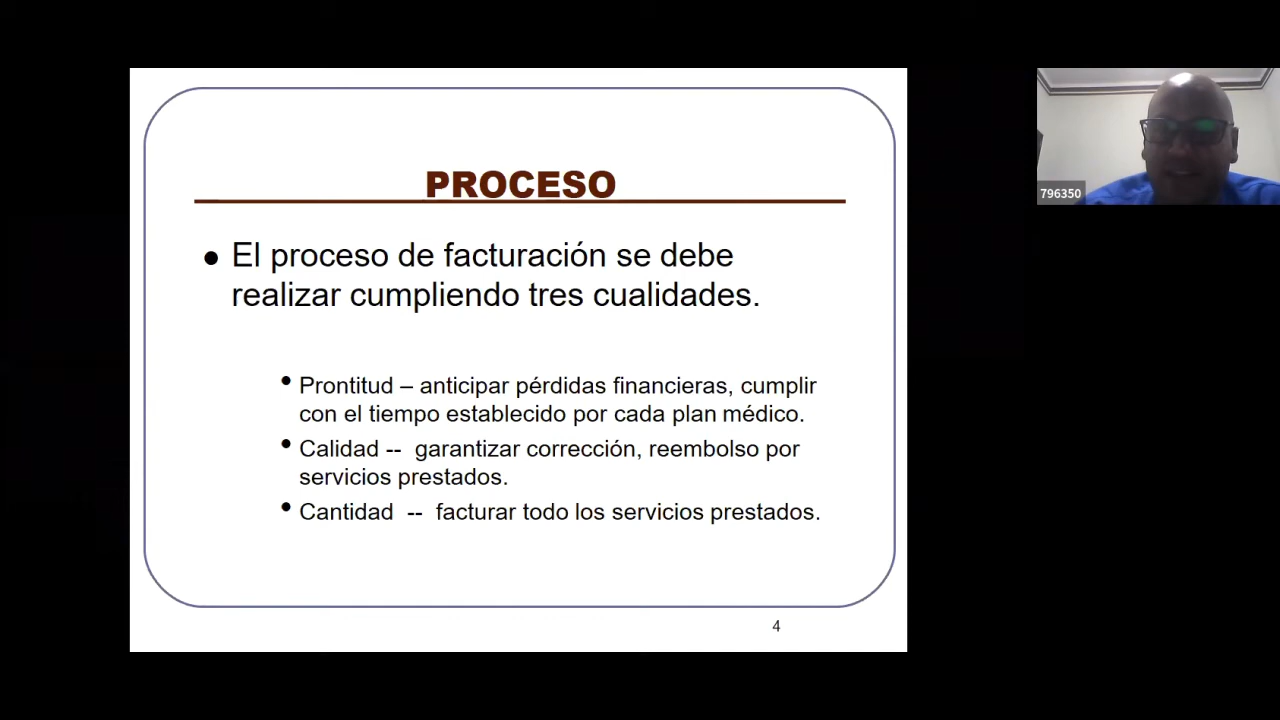 PROCESO
● El proceso de facturación se debe
realizar cumpliendo tres cualidades.
• Prontitud – anticipar pérdidas financieras, cumplir
con el tiempo establecido por cada plan médico.
• Calidad -- garantizar corrección, reembolso por
servicios prestados.
• Cantidad -- facturar todo los servicios prestados.
4
796350